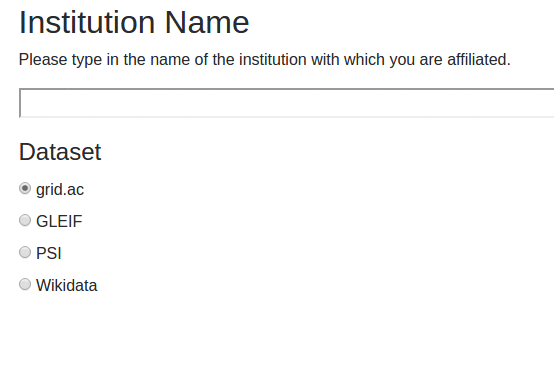 Institution Name
Please type in the name of the institution with which you are affiliated.
Dataset
grid.ac
GLEIF
PSI
Wikidata